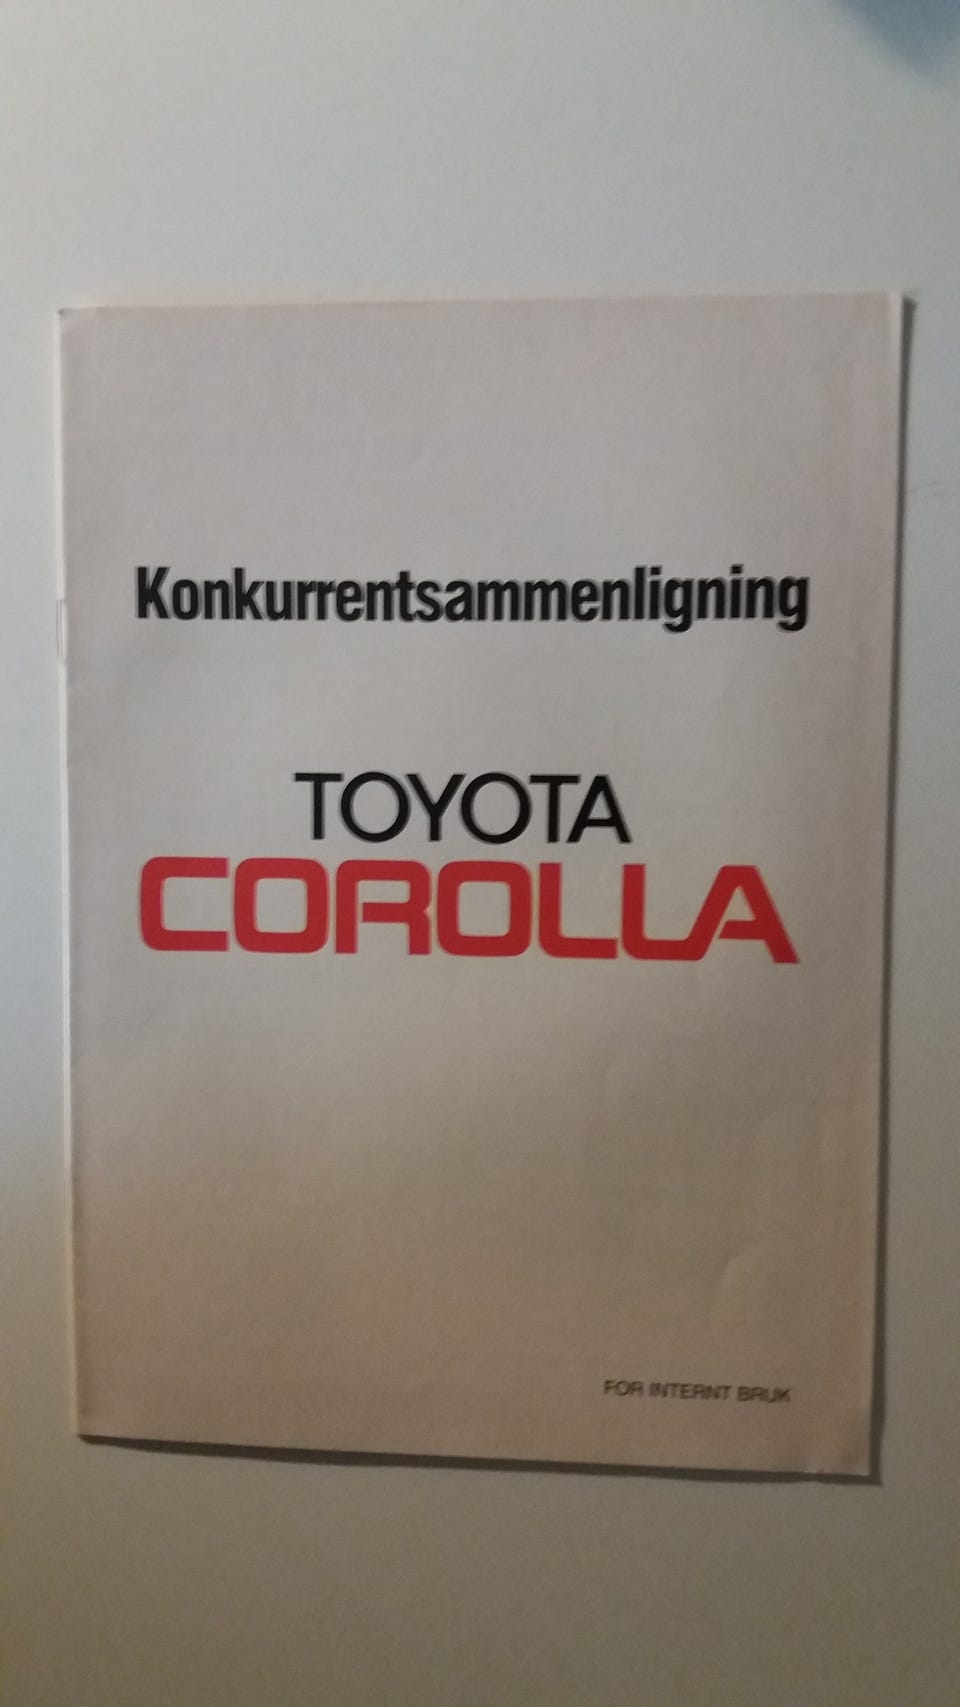 Konkurrentsammenligning
TOYOTA
COROLLA
FOR INTERNT BRUK